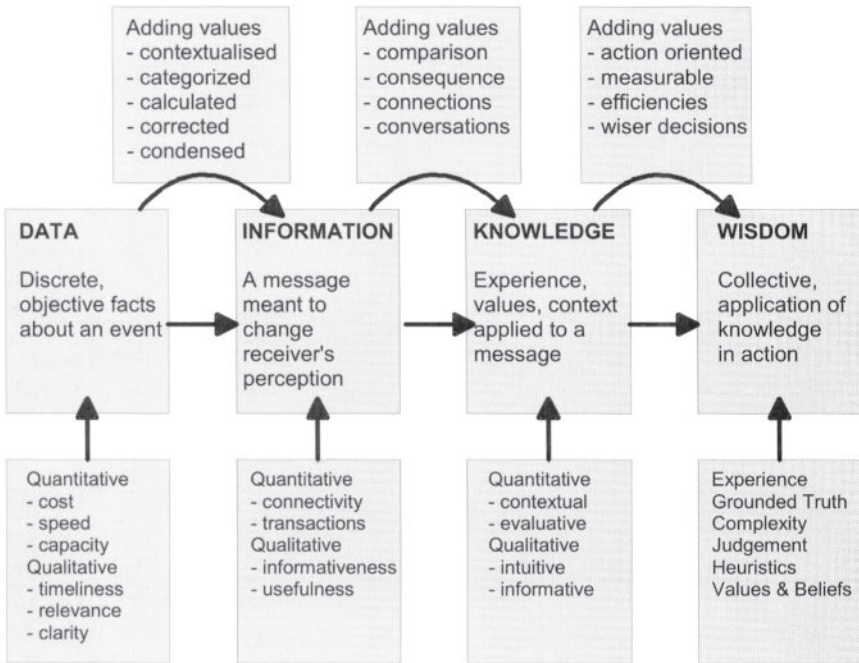 Adding values
- contextualised
- categorized
- calculated
- corrected
- condensed
Adding values
- comparison
- consequence
- connections
- conversations
Adding values
- action oriented
- measurable
- efficiencies
- wiser decisions
DATA
Discrete,
objective facts
about an event
INFORMATION
A message
meant to
change
receiver's
perception
KNOWLEDGE
Experience,
values, context
applied to a
message
WISDOM
Collective,
application of
knowledge
in action
Quantitative
- cost
- speed
- capacity
Qualitative
- timeliness
- relevance
- clarity
Quantitative
- connectivity
- transactions
Qualitative
- informativeness
- usefulness
Quantitative
- contextual
- evaluative
Qualitative
- intuitive
- informative
Experience
Grounded Truth
Complexity
Judgement
Heuristics
Values & Beliefs